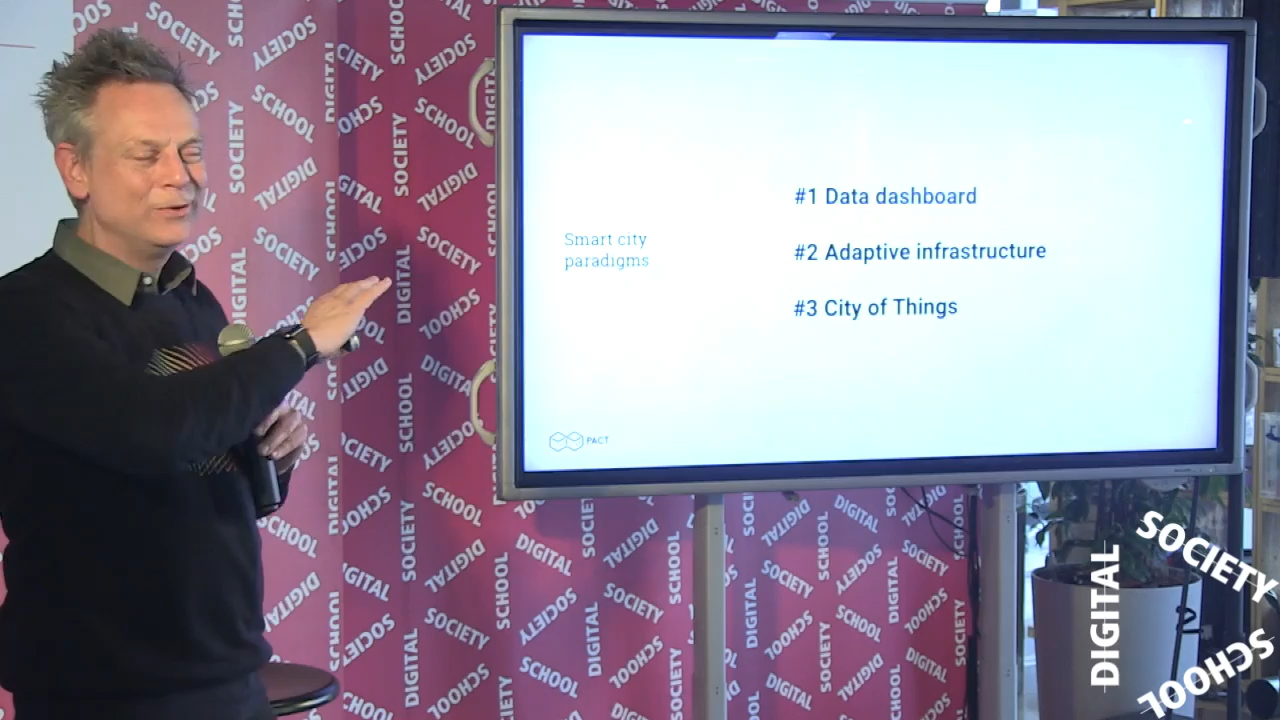 #1 Data dashboard
Smart city
paradigms
#2 Adaptive infrastructure
#3 City of Things
PACT
DIGITAL
SOCIETY
SCHOOL